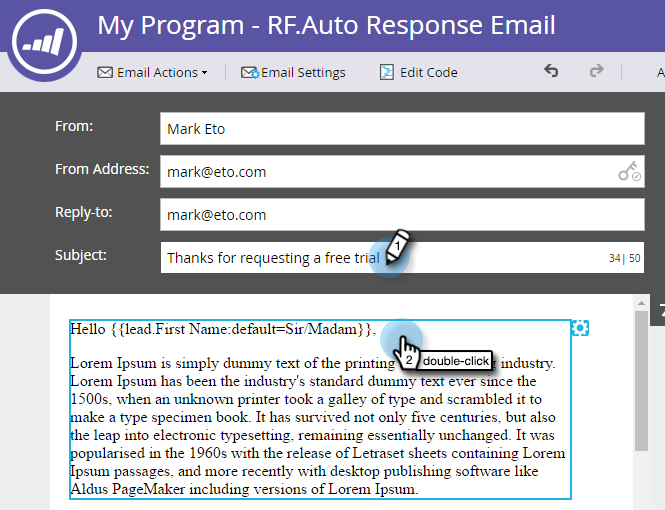 My Program - RF.Auto Response Email
Email Actions
Email Settings
Edit Code
A
From:
Mark Eto
From Address:
mark@eto.com
Reply-to:
mark@eto.com
Subject:
Thanks for requesting a free trial
1
34| 50
Hello {{lead.First Name:default=Sir/Madam}},
2
double-click
Lorem Ipsum is simply dummy text of the printing industry.
Lorem Ipsum has been the industry's standard dummy text ever since the
1500s, when an unknown printer took a galley of type and scrambled it to
make a type specimen book. It has survived not only five centuries, but also
the leap into electronic typesetting, remaining essentially unchanged. It was
popularised in the 1960s with the release of Letraset sheets containing Lorem
Ipsum passages, and more recently with desktop publishing software like
Aldus PageMaker including versions of Lorem Ipsum.